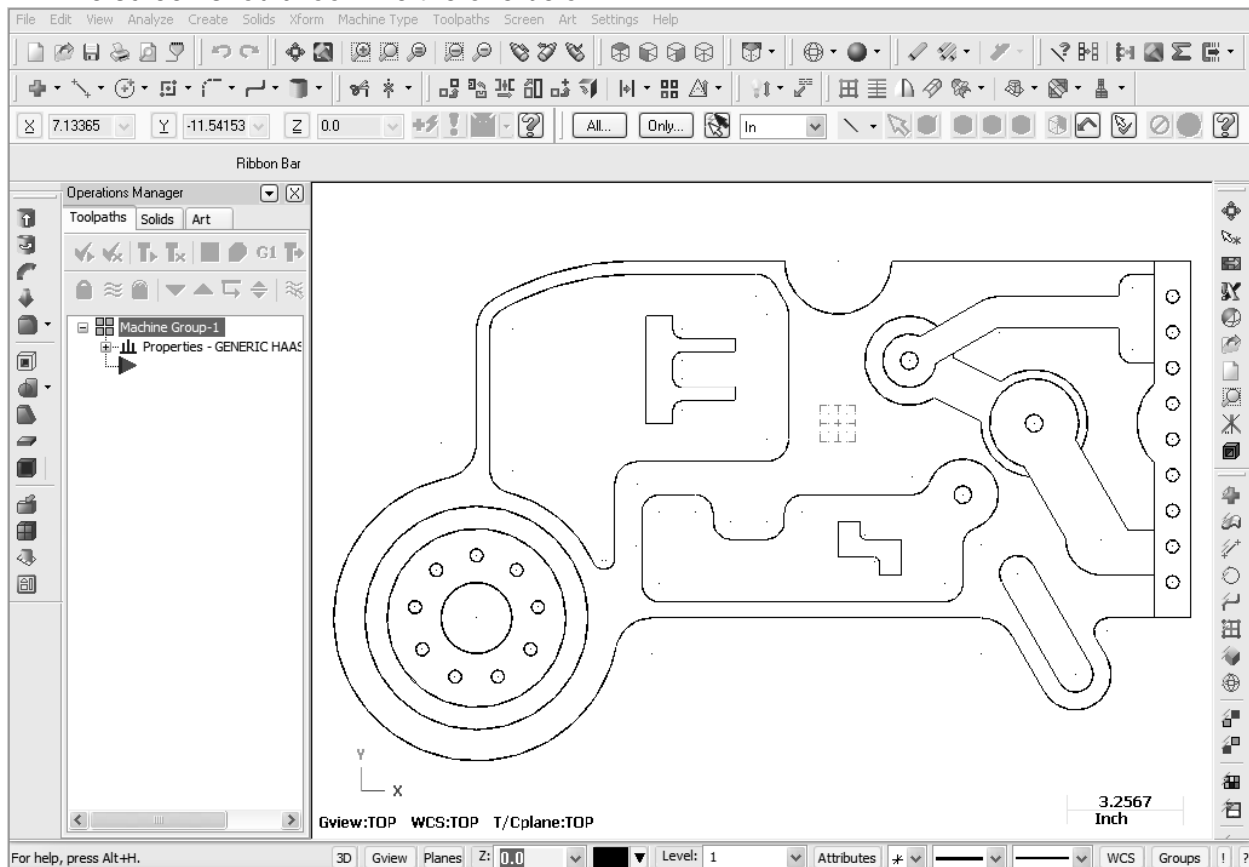 File Edit View Analyze Create Solids Xform Machine Type Toolpaths Screen Art Settings Help
X 7.13365 Y -11.54153 Z 0.0 All... Only... In
Ribbon Bar
Operations Manager
Toolpaths Solids Art
G1
Machine Group-1
Properties - GENERIC HAAS
Y
X
3.2567
Inch
Gview:TOP WCS:TOP T/Cplane:TOP
For help, press Alt+H. 3D Gview Planes Z: 0.0 Level: 1 Attributes WCS Groups ! ?